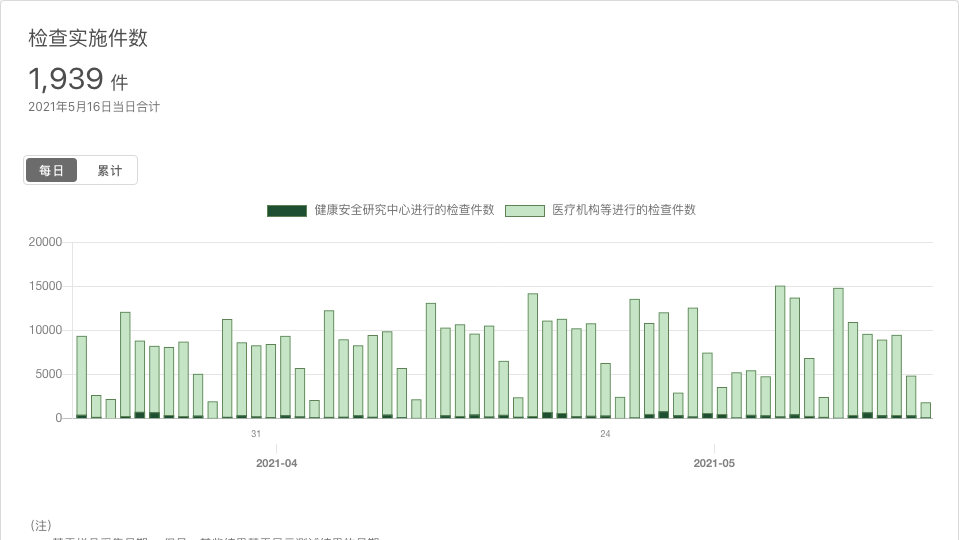 检查实施件数
1,939 件
2021年5月16日当日合计
每日 累计
健康安全研究中心进行的检查件数 医疗机构等进行的检查件数
20000
15000
10000
5000
0
31 24
2021-04 2021-05
(注)